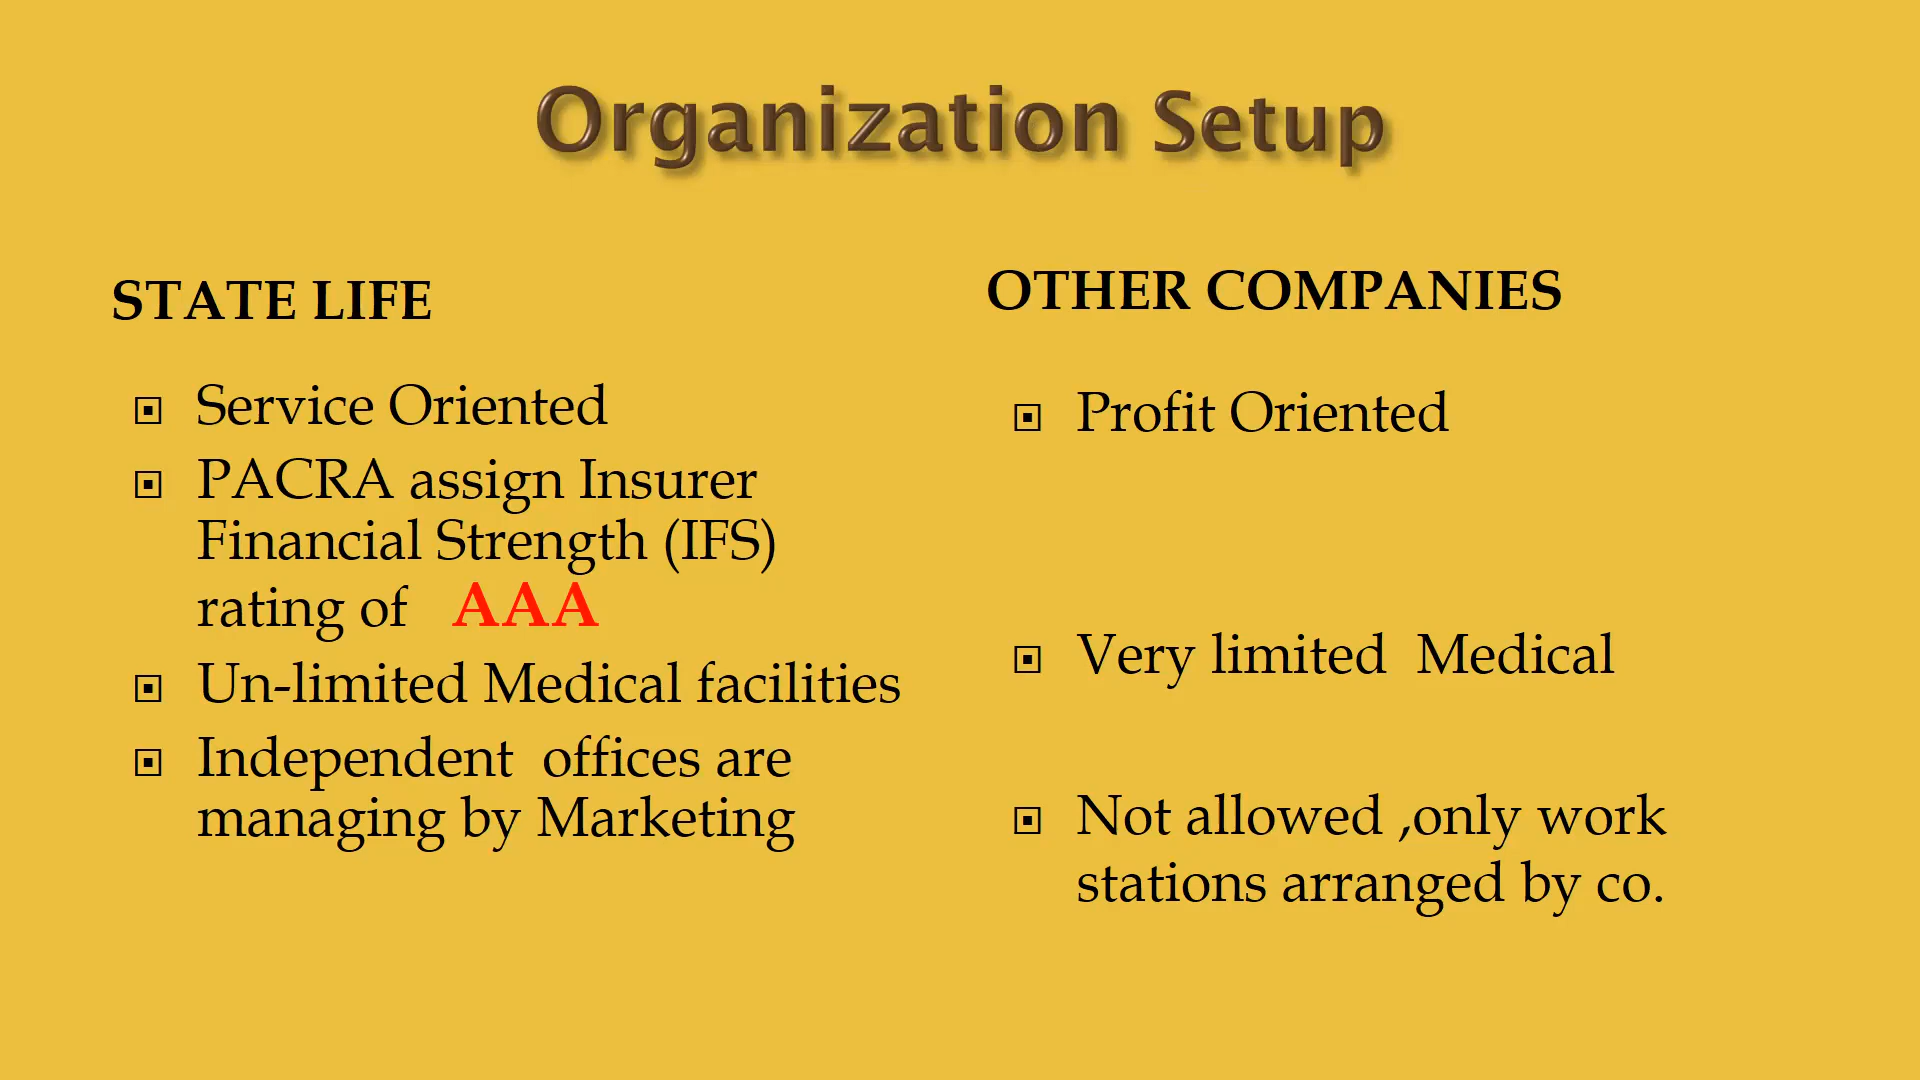 Organization Setup
STATE LIFE
Service Oriented
PACRA assign Insurer
Financial Strength (IFS)
rating of AAA
Un-limited Medical facilities
Independent offices are
managing by Marketing
OTHER COMPANIES
Profit Oriented
Very limited Medical
Not allowed ,only work
stations arranged by co.